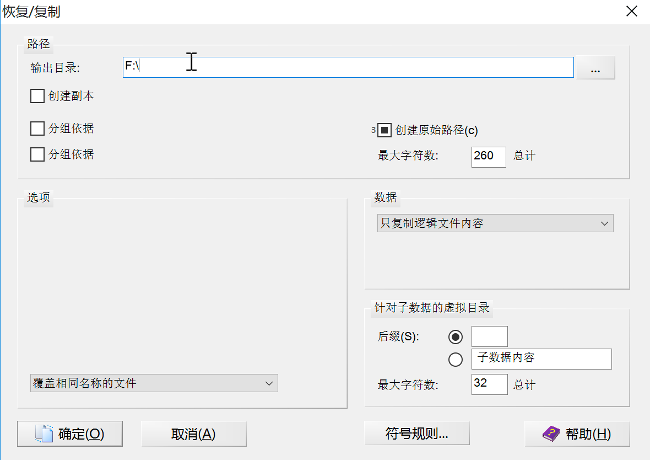 恢复/复制
路径
输出目录: F:\ ...
创建副本
分组依据 3 创建原始路径(c)
分组依据 最大字符数: 260 总计
选项 数据
只复制逻辑文件内容
针对子数据的虚拟目录
后缀(S):
子数据内容
覆盖相同名称的文件 最大字符数: 32 总计
确定(O) 取消(A) 符号规则... 帮助(H)